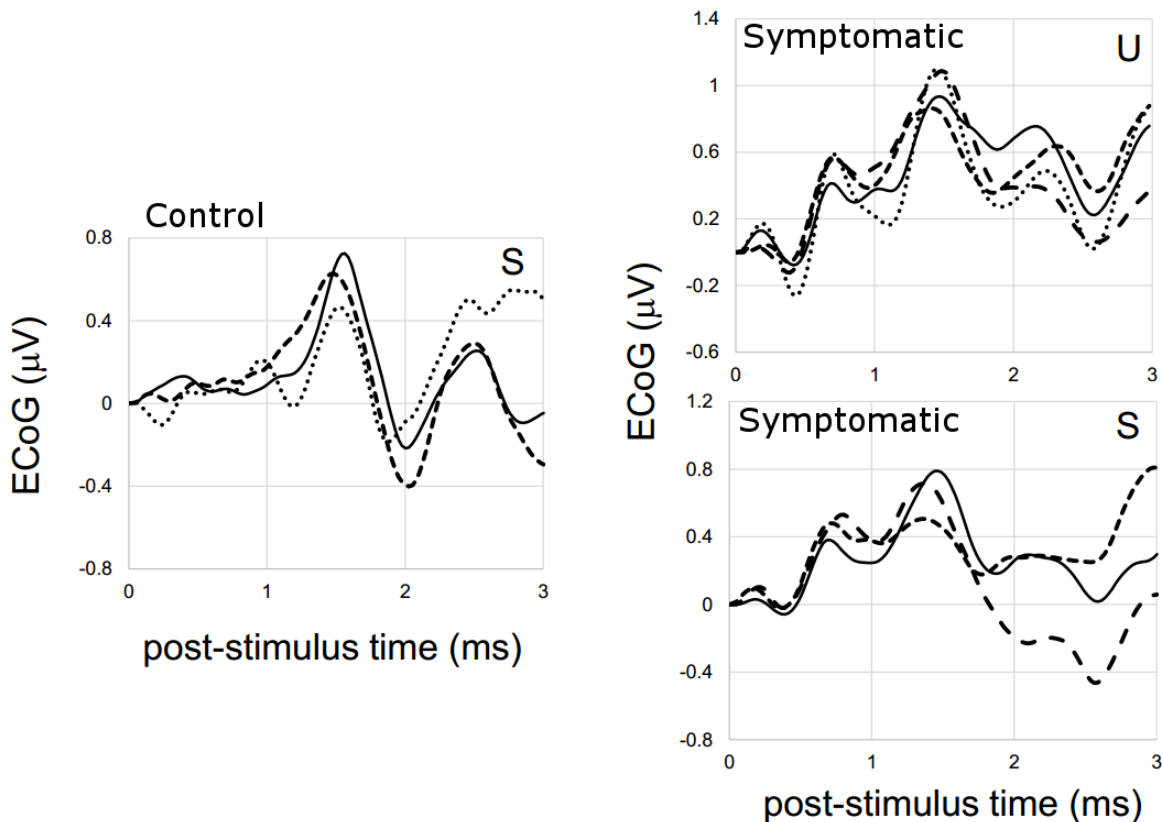 Control
S
ECoG (µV)
0.8
0.4
0
-0.4
-0.8
0
1
2
3
post-stimulus time (ms)
Symptomatic
U
1.4
1
0.6
0.2
-0.2
-0.6
0
1
2
3
ECoG (µV)
Symptomatic
S
1.2
0.8
0.4
0
-0.4
-0.8
0
1
2
3
post-stimulus time (ms)